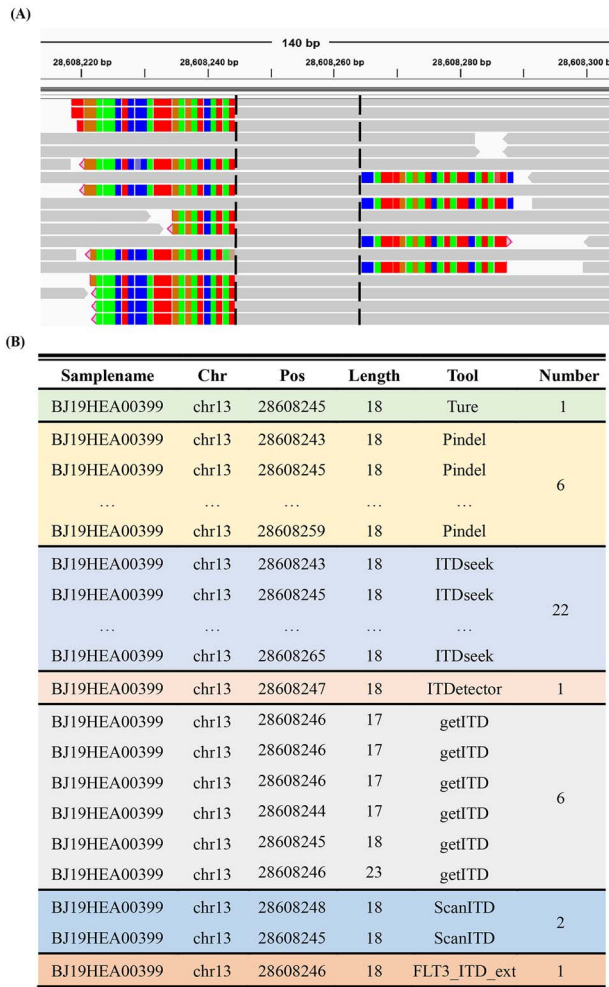 (A)
140 bp
28,608,220 bp 28,608,240 bp 28,608,260 bp 28,608,280 bp 28,608,300 b
(B)
Samplename Chr Pos Length Tool Number
BJ19HEA00399 chr13 28608245 18 Ture 1
BJ19HEA00399 chr13 28608243 18 Pindel
BJ19HEA00399 chr13 28608245 18 Pindel
6
… … … … …
BJ19HEA00399 chr13 28608259 18 Pindel
BJ19HEA00399 chr13 28608243 18 ITDseek
BJ19HEA00399 chr13 28608245 18 ITDseek
22
… … … … …
BJ19HEA00399 chr13 28608265 18 ITDseek
BJ19HEA00399 chr13 28608247 18 ITDetector 1
BJ19HEA00399 chr13 28608246 17 getITD
BJ19HEA00399 chr13 28608246 17 getITD
BJ19HEA00399 chr13 28608246 17 getITD
6
BJ19HEA00399 chr13 28608244 17 getITD
BJ19HEA00399 chr13 28608245 18 getITD
BJ19HEA00399 chr13 28608246 23 getITD
BJ19HEA00399 chr13 28608248 18 ScanITD
2
BJ19HEA00399 chr13 28608245 18 ScanITD
BJ19HEA00399 chr13 28608246 18 FLT3_ITD_ext 1